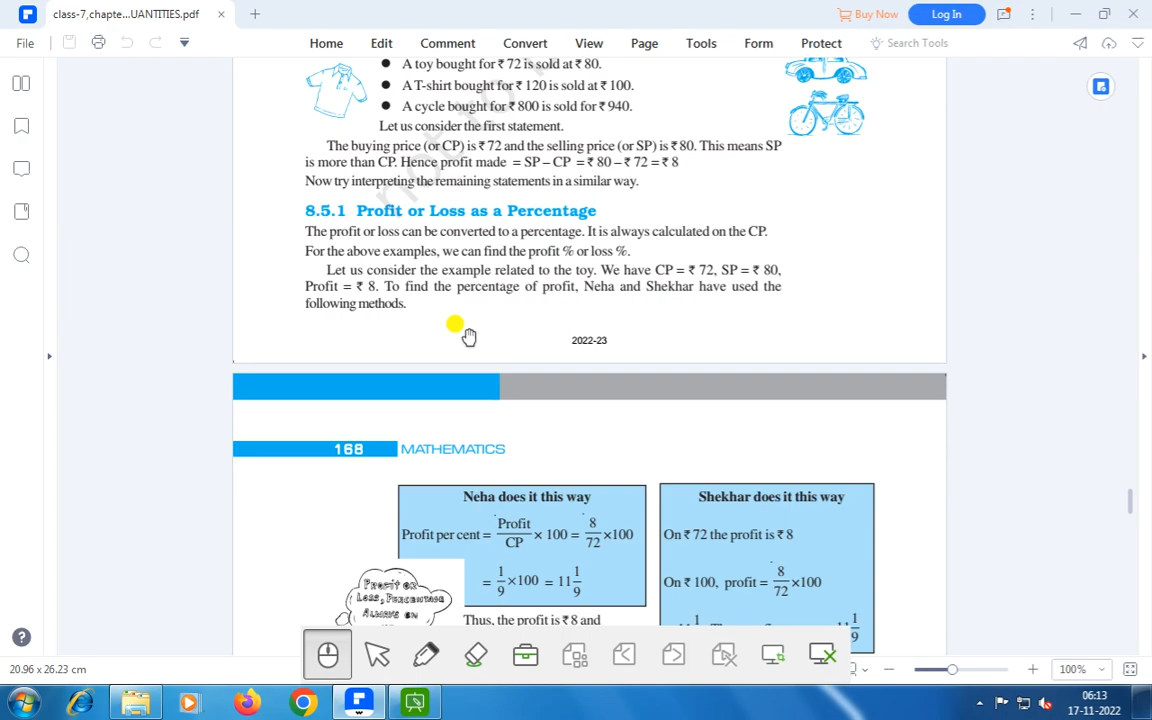 class-7,chapte...UANTITIES.pdf
Buy Now
Log In
File
Home Edit Comment Convert View Page Tools Form Protect Search Tools
● A toy bought for ₹ 72 is sold at ₹ 80.
● A T-shirt bought for ₹ 120 is sold at ₹ 100.
● A cycle bought for ₹ 800 is sold for ₹ 940.
Let us consider the first statement.
The buying price (or CP) is ₹ 72 and the selling price (or SP) is ₹ 80. This means SP
is more than CP. Hence profit made = SP – CP = ₹ 80 – ₹ 72 = ₹ 8
Now try interpreting the remaining statements in a similar way.
8.5.1 Profit or Loss as a Percentage
The profit or loss can be converted to a percentage. It is always calculated on the CP.
For the above examples, we can find the profit % or loss %.
Let us consider the example related to the toy. We have CP = ₹ 72, SP = ₹ 80,
Profit = ₹ 8. To find the percentage of profit, Neha and Shekhar have used the
following methods.
not to
2022-23
168 MATHEMATICS
Neha does it this way
Profit per cent = Profit/CP × 100 = 8/72 ×100
= 1/9 ×100 = 11 1/9
Thus, the profit is ₹ 8 and
PROFIT OR
LOSS, PERCENTAGE
ALWAYS ON
Shekhar does it this way
On ₹ 72 the profit is ₹ 8
On ₹ 100, profit = 8/72 ×100
1/9
20.96 x 26.23 cm
100%
06:13
17-11-2022